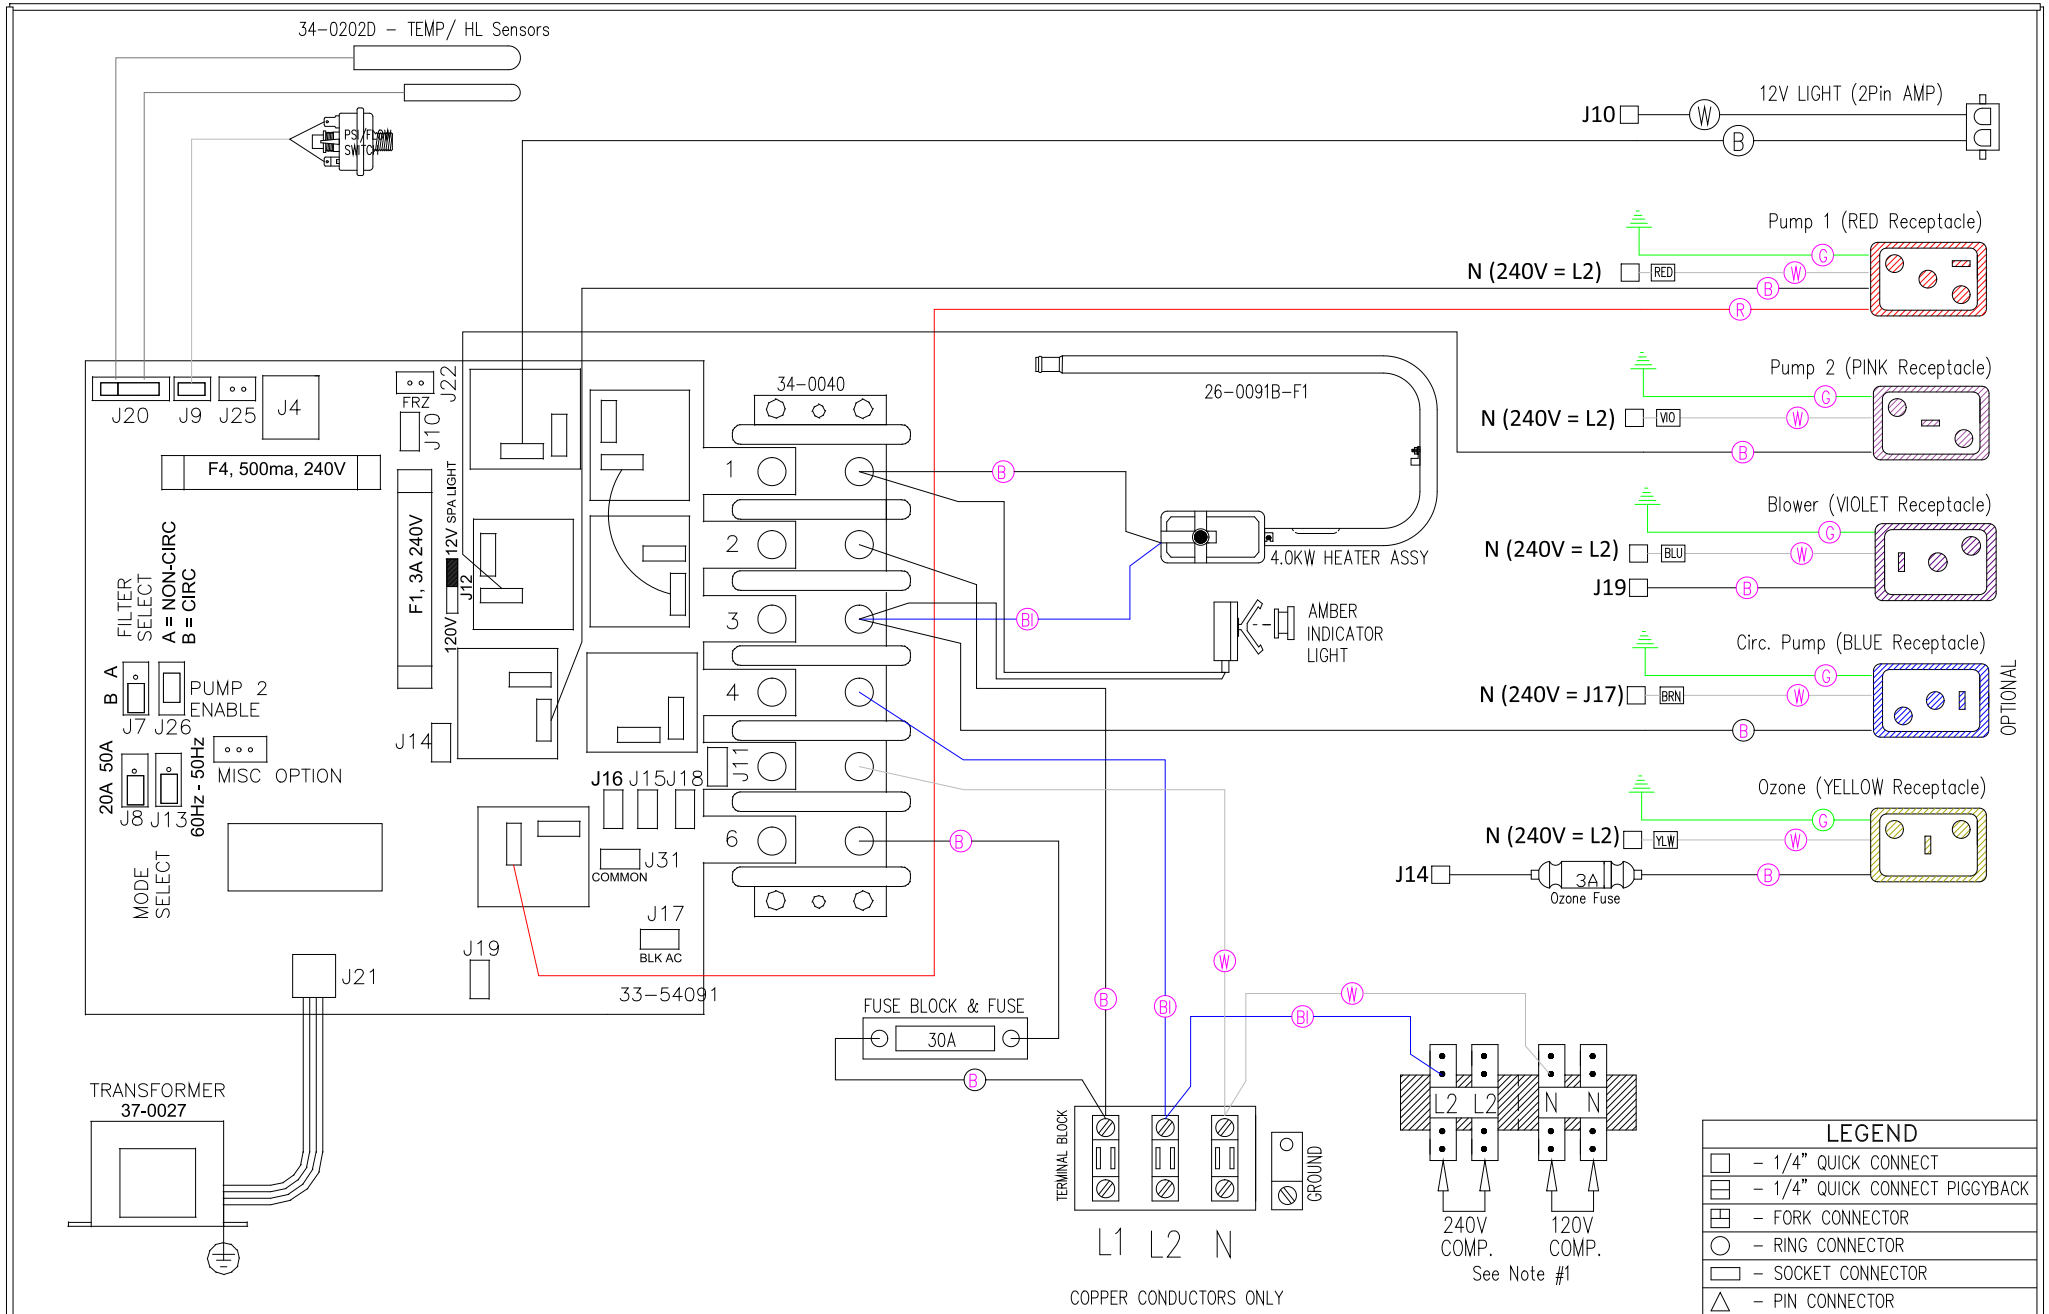 34-0202D - TEMP/ HL Sensors
PSI/FLOW
SWITCH
12V LIGHT (2Pin AMP)
J10
W
B
Pump 1 (RED Receptacle)
G
N (240V = L2)
RED
W
B
R
Pump 2 (PINK Receptacle)
G
N (240V = L2)
VIO
W
B
Blower (VIOLET Receptacle)
G
N (240V = L2)
BLU
W
J19
B
Circ. Pump (BLUE Receptacle)
G
N (240V = J17)
BRN
W
B
OPTIONAL
Ozone (YELLOW Receptacle)
G
N (240V = L2)
YLW
W
J14
3A
B
Ozone Fuse
J20
J9
J25
J4
J22
FRZ
J10
F4, 500ma, 240V
F1, 3A 240V
120V
12V SPA LIGHT
J12
FILTER
SELECT
A = NON-CIRC
B = CIRC
B A
J7
J26
PUMP 2
ENABLE
20A 50A
J8
J13
60Hz - 50Hz
MISC OPTION
MODE
SELECT
J14
J16
J15
J18
J11
J31
COMMON
J17
BLK AC
J19
J21
33-54091
34-0040
1
2
3
4
6
B
BI
B
26-0091B-F1
4.0KW HEATER ASSY
AMBER
INDICATOR
LIGHT
TRANSFORMER
37-0027
FUSE BLOCK & FUSE
30A
B
B
BI
W
BI
W
TERMINAL BLOCK
GROUND
L1 L2 N
COPPER CONDUCTORS ONLY
L2 L2 N N
240V
COMP.
120V
COMP.
See Note #1
LEGEND
- 1/4" QUICK CONNECT
- 1/4" QUICK CONNECT PIGGYBACK
- FORK CONNECTOR
- RING CONNECTOR
- SOCKET CONNECTOR
- PIN CONNECTOR